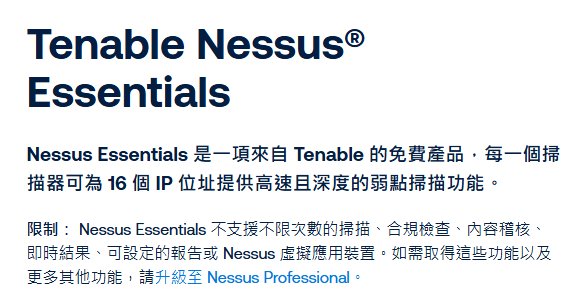 Tenable Nessus®
Essentials
Nessus Essentials 是一項來自 Tenable 的免費產品，每一個掃
描器可為 16 個 IP 位址提供高速且深度的弱點掃描功能。
限制： Nessus Essentials 不支援不限次數的掃描、合規檢查、內容稽核、
即時結果、可設定的報告或 Nessus 虛擬應用裝置。如需取得這些功能以及
更多其他功能，請升級至 Nessus Professional。